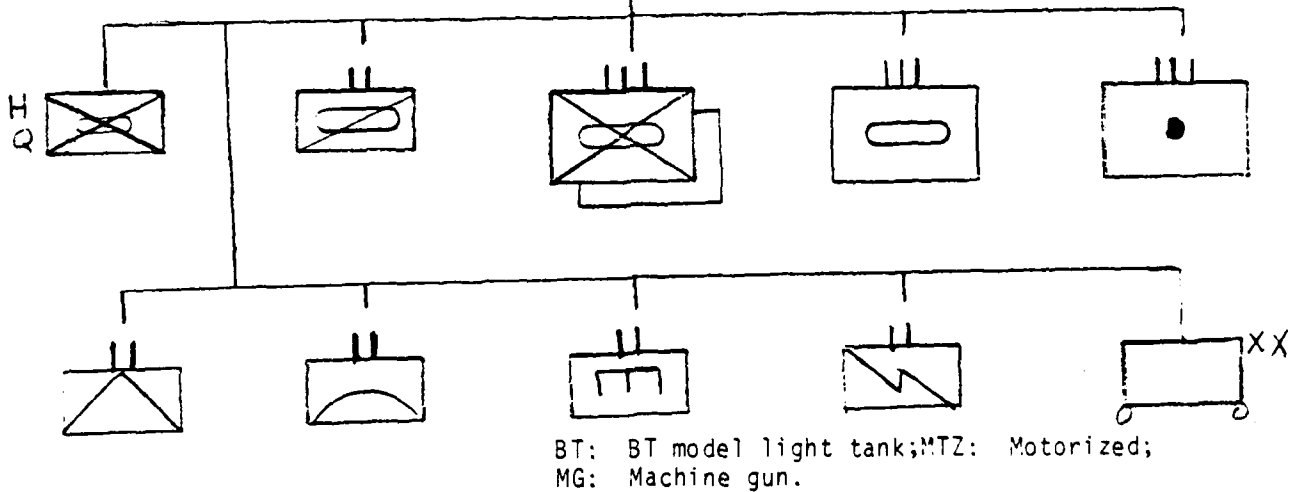 H
Q
XX
BT: BT model light tank;MTZ: Motorized;
MG: Machine gun.